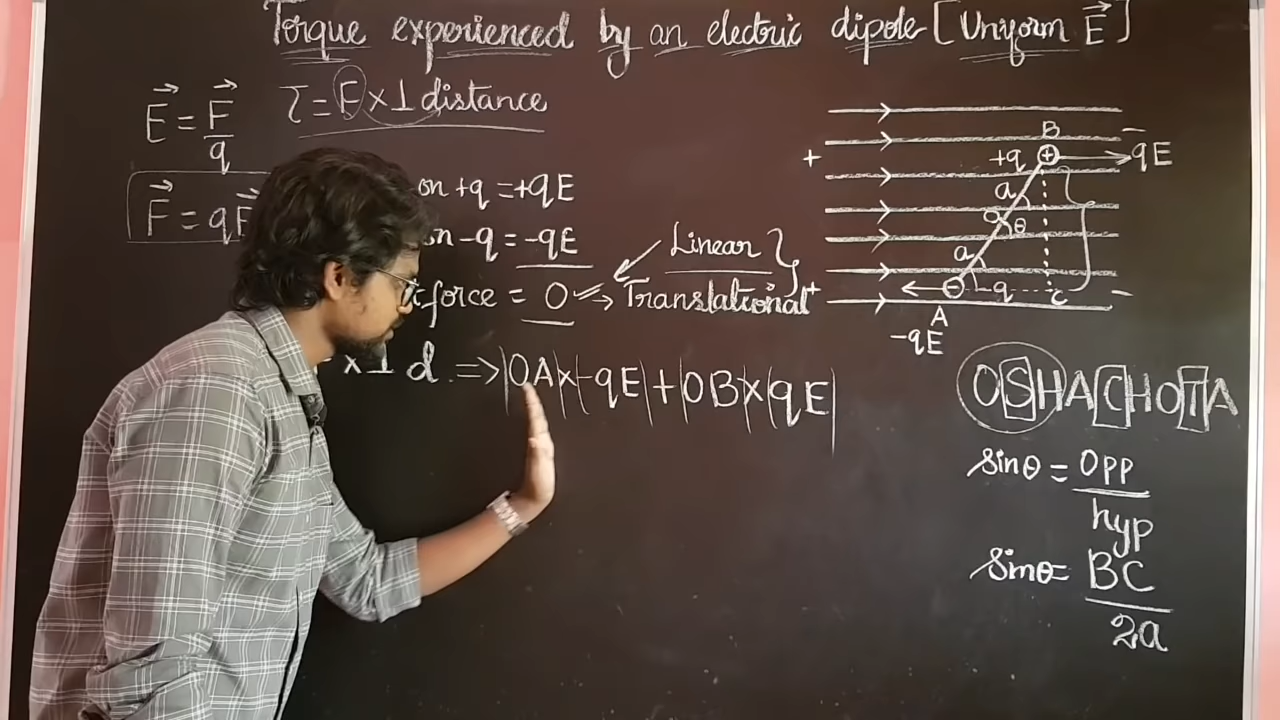 Torque experienced by an electric dipole [Uniform E⃗]
E⃗ = F⃗/q
τ = F × ⊥ distance
F⃗ = qE
on +q = +qE
on -q = -qE
force = 0 → Translational
Linear
x ⊥ d. => |OA| x |-qE| + |OB| x |qE|
+
B
+q
+
qE
-
a
O
θ
a
+
-
q
C
-
A
-qE
OSHACHOTA
Sinθ = Opp/hyp
Sinθ = BC/2a